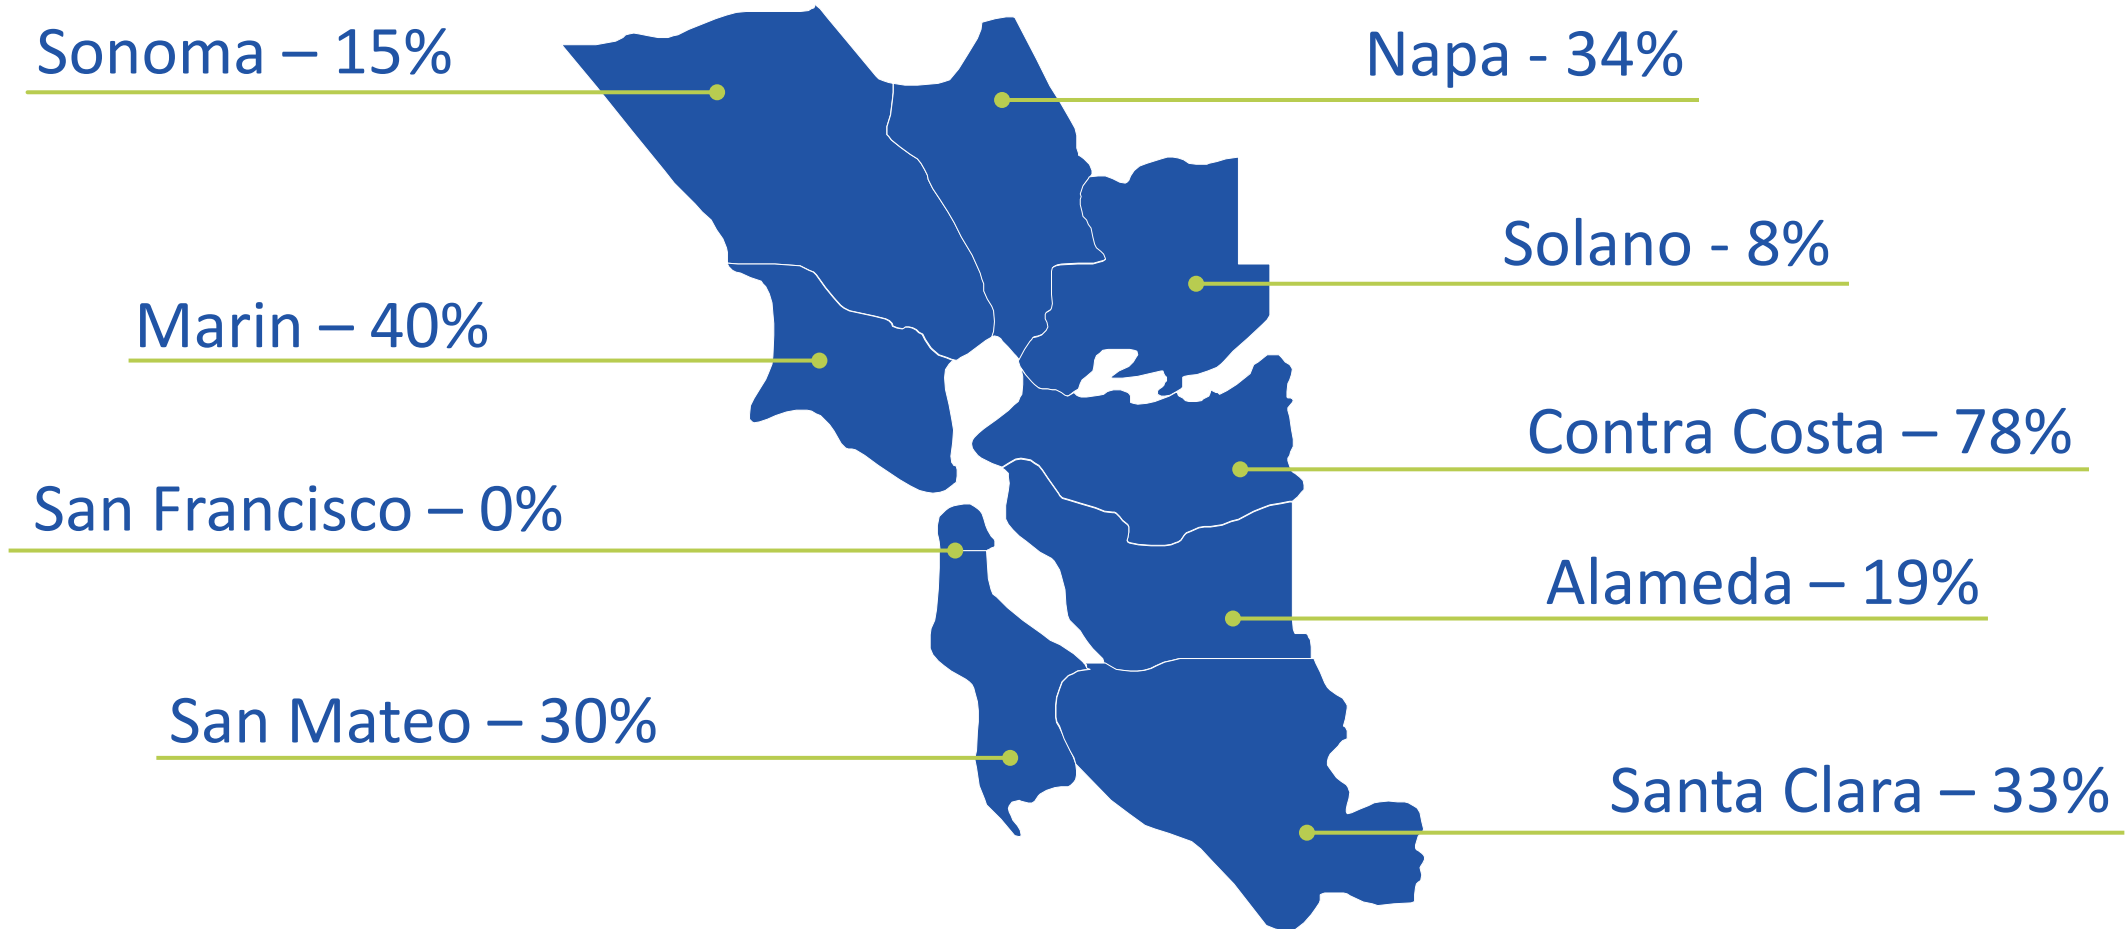 Sonoma – 15%
Napa - 34%
Solano - 8%
Marin – 40%
Contra Costa – 78%
San Francisco – 0%
Alameda – 19%
San Mateo – 30%
Santa Clara – 33%